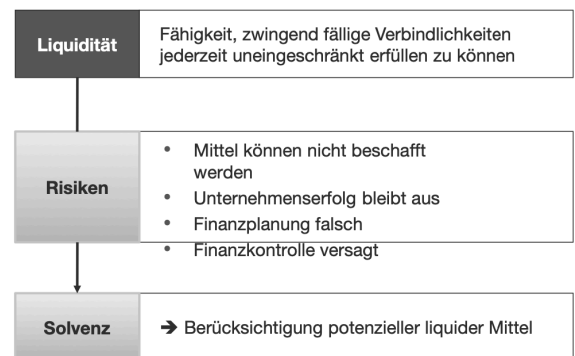 Liquidität
Fähigkeit, zwingend fällige Verbindlichkeiten
jederzeit uneingeschränkt erfüllen zu können
Risiken
• Mittel können nicht beschafft
werden
• Unternehmenserfolg bleibt aus
• Finanzplanung falsch
• Finanzkontrolle versagt
Solvenz
➔ Berücksichtigung potenzieller liquider Mittel